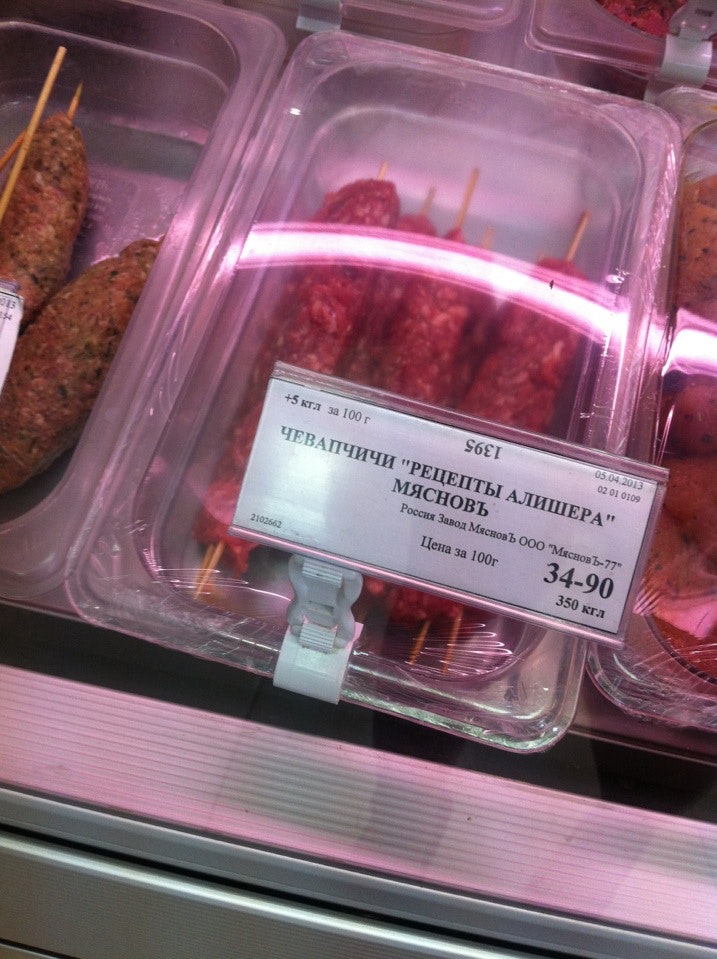 +5 кгл за 100 г
1395
05.04.2013
02 01 0109
ЧЕВАПЧИЧИ "РЕЦЕПТЫ АЛИШЕРА"
МЯСНОВЪ
Россия Завод МясновЪ ООО "МясновЪ-77"
2102662
Цена за 100г
34-90
350 кгл